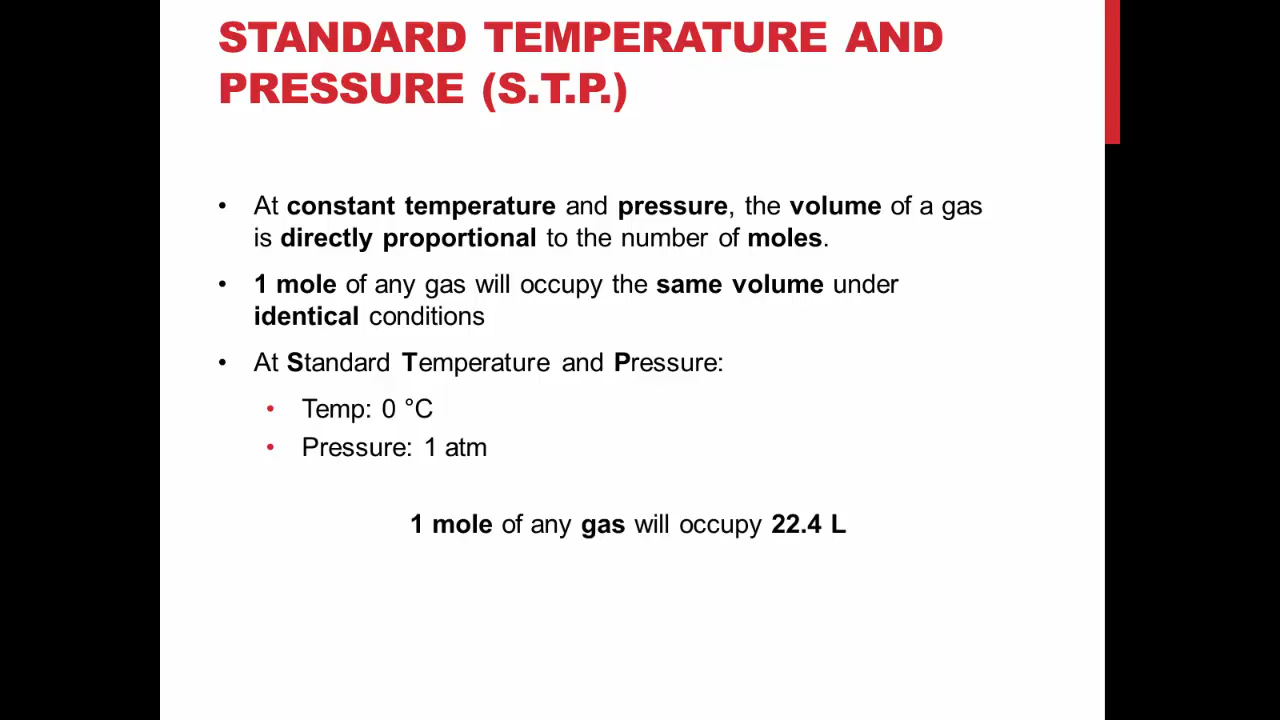 STANDARD TEMPERATURE AND
PRESSURE (S.T.P.)
• At constant temperature and pressure, the volume of a gas
is directly proportional to the number of moles.
• 1 mole of any gas will occupy the same volume under
identical conditions
• At Standard Temperature and Pressure:
• Temp: 0 °C
• Pressure: 1 atm
1 mole of any gas will occupy 22.4 L